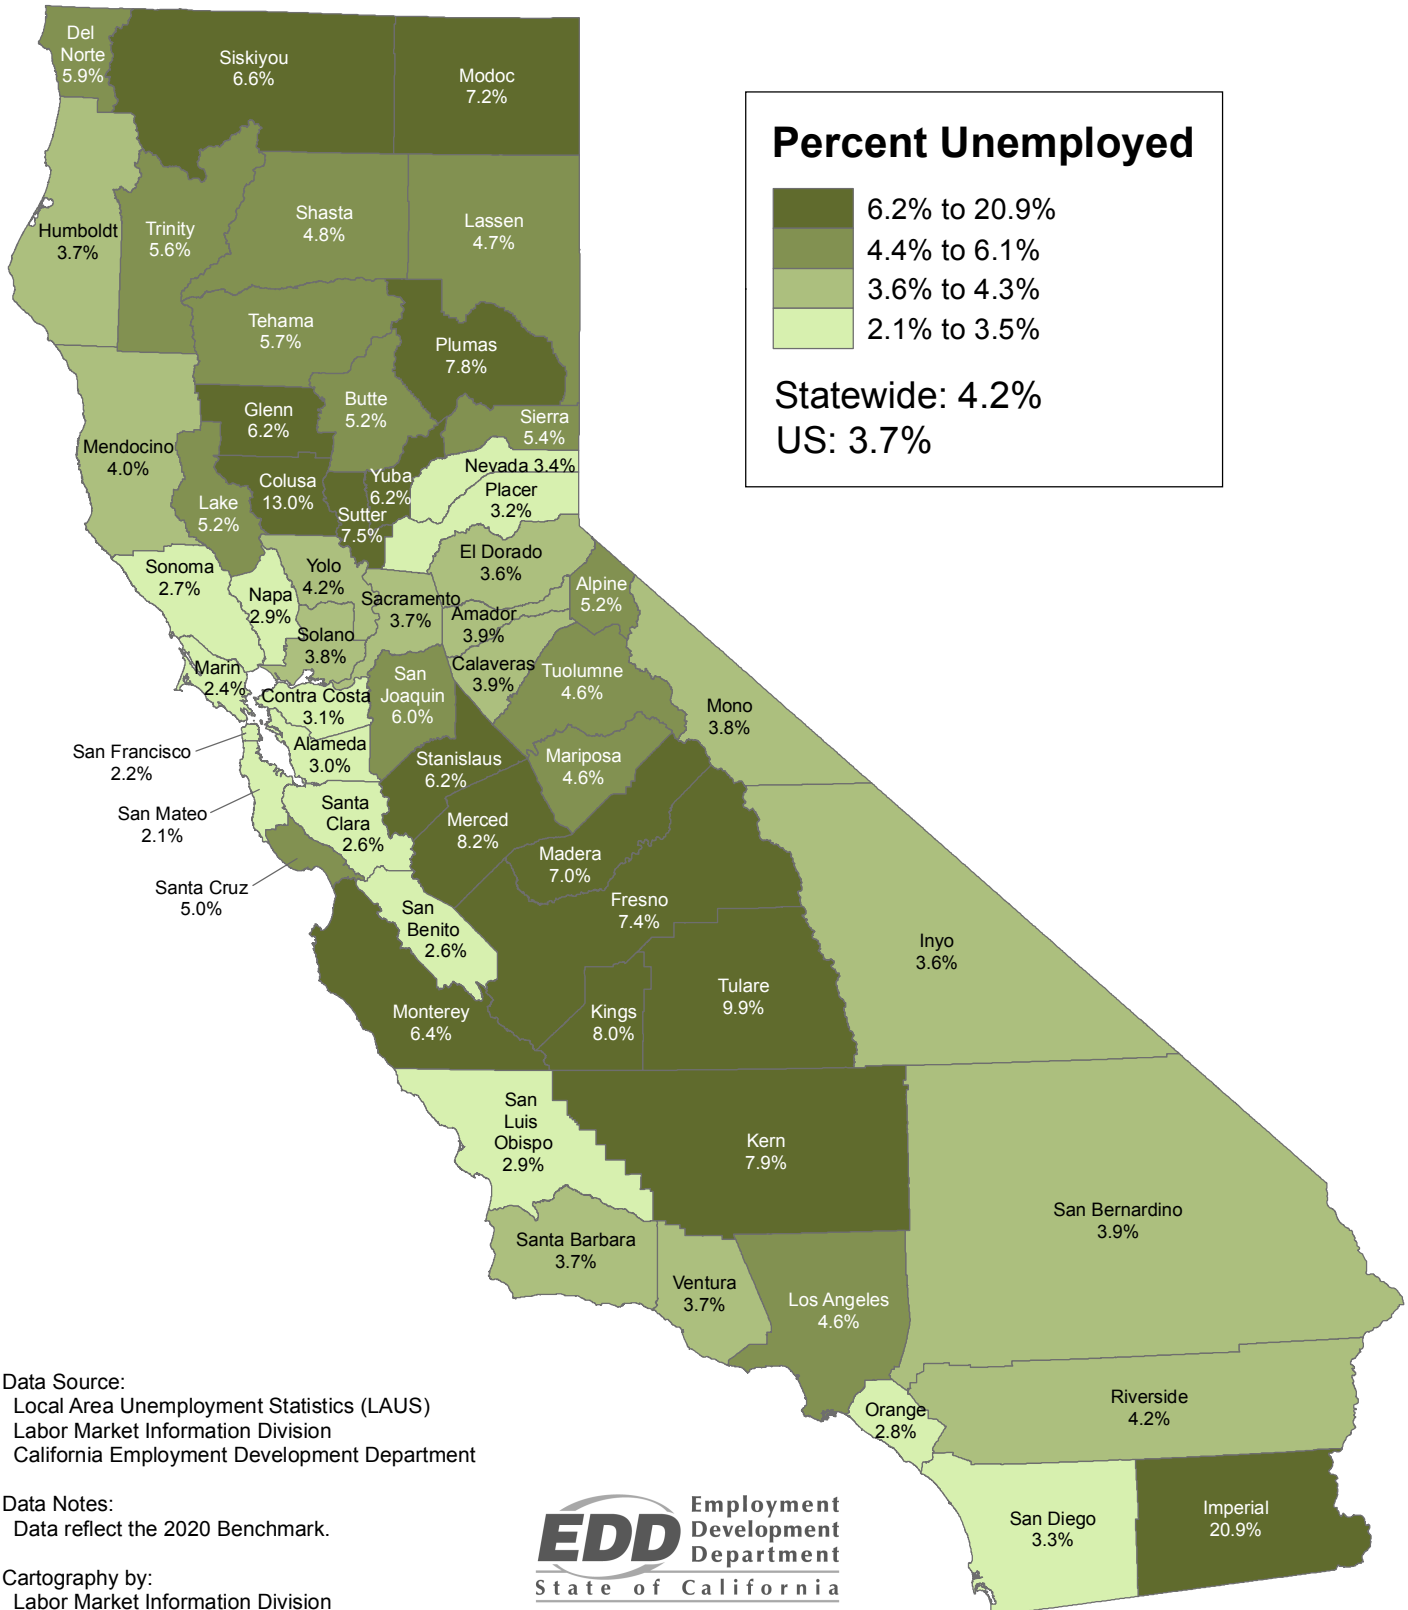 Del
Norte
5.9%
Siskiyou
6.6%
Modoc
7.2%
Percent Unemployed
6.2% to 20.9%
4.4% to 6.1%
3.6% to 4.3%
2.1% to 3.5%
Statewide: 4.2%
US: 3.7%
Humboldt
3.7%
Trinity
5.6%
Shasta
4.8%
Lassen
4.7%
Tehama
5.7%
Plumas
7.8%
Glenn
6.2%
Butte
5.2%
Sierra
5.4%
Mendocino
4.0%
Lake
5.2%
Colusa
13.0%
Sutter
7.5%
Yuba
6.2%
Nevada 3.4%
Placer
3.2%
Sonoma
2.7%
Napa
2.9%
Yolo
4.2%
Sacramento
3.7%
El Dorado
3.6%
Alpine
5.2%
Amador
3.9%
Solano
3.8%
Marin
2.4%
Contra Costa
3.1%
San
Joaquin
6.0%
Calaveras
3.9%
Tuolumne
4.6%
Mono
3.8%
San Francisco
2.2%
Alameda
3.0%
Stanislaus
6.2%
Mariposa
4.6%
San Mateo
2.1%
Santa
Clara
2.6%
Merced
8.2%
Madera
7.0%
Santa Cruz
5.0%
San
Benito
2.6%
Fresno
7.4%
Inyo
3.6%
Monterey
6.4%
Kings
8.0%
Tulare
9.9%
San
Luis
Obispo
2.9%
Kern
7.9%
San Bernardino
3.9%
Santa Barbara
3.7%
Ventura
3.7%
Los Angeles
4.6%
Orange
2.8%
Riverside
4.2%
San Diego
3.3%
Imperial
20.9%
Data Source:
Local Area Unemployment Statistics (LAUS)
Labor Market Information Division
California Employment Development Department
Data Notes:
Data reflect the 2020 Benchmark.
Cartography by:
Labor Market Information Division
EDD
Employment
Development
Department
State of California